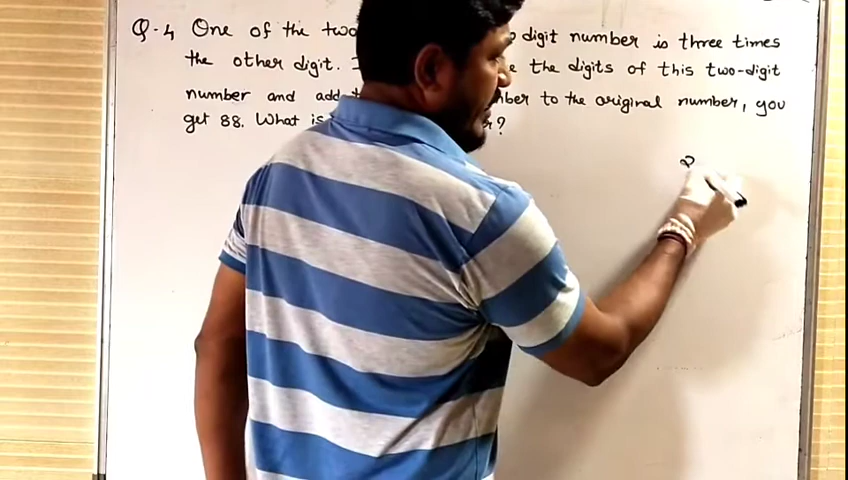 Q-4 One of the two digit number is three times
the other digit. the digits of this two-digit
number and add to the original number, you
get 88. What is ?